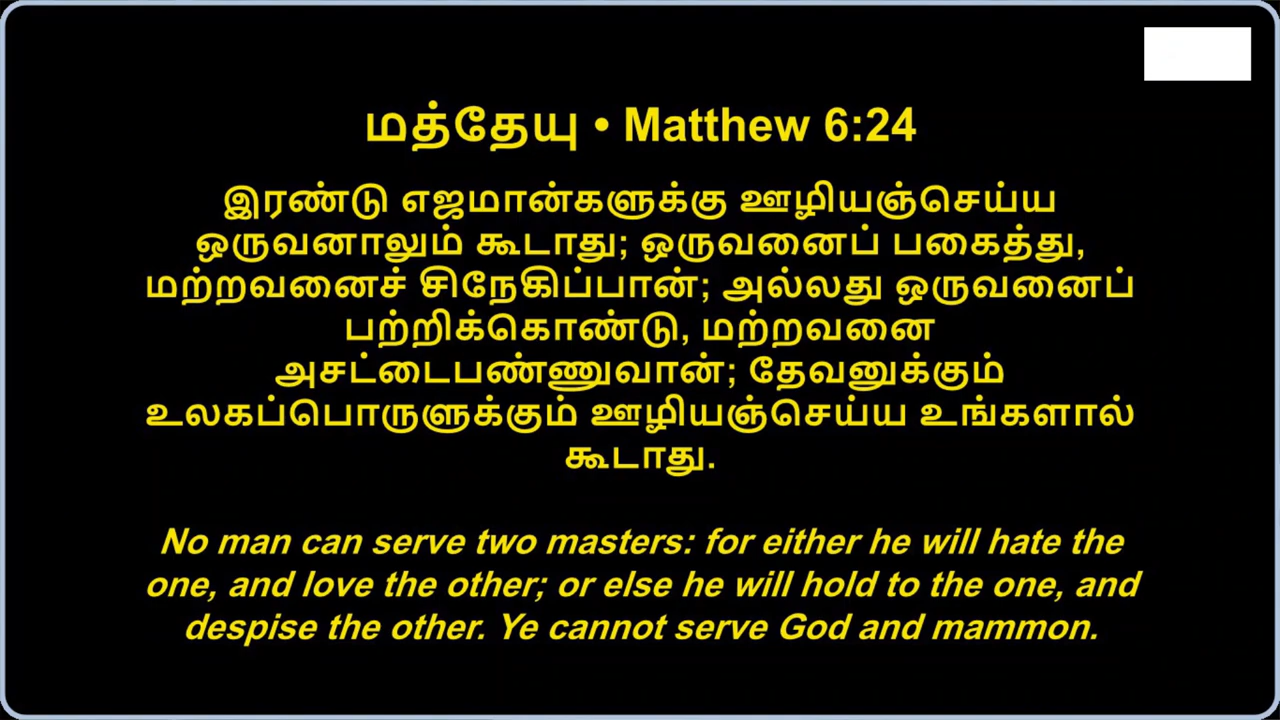 மத்தேயு • Matthew 6:24
இரண்டு எஜமான்களுக்கு ஊழியஞ்செய்ய
ஒருவனாலும் கூடாது; ஒருவனைப் பகைத்து,
மற்றவனைச் சிநேகிப்பான்; அல்லது ஒருவனைப்
பற்றிக்கொண்டு, மற்றவனை
அசட்டைபண்ணுவான்; தேவனுக்கும்
உலகப்பொருளுக்கும் ஊழியஞ்செய்ய உங்களால்
கூடாது.
No man can serve two masters: for either he will hate the
one, and love the other; or else he will hold to the one, and
despise the other. Ye cannot serve God and mammon.